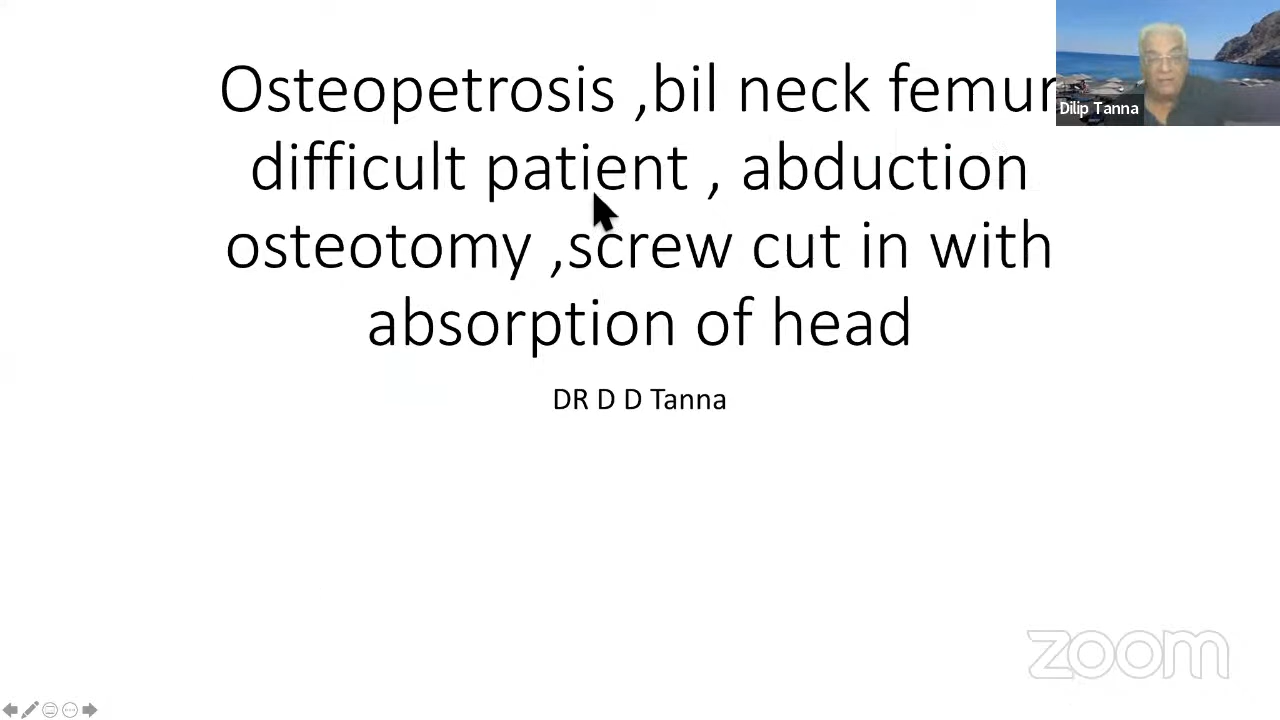 Osteopetrosis ,bil neck femur
difficult patient , abduction
osteotomy ,screw cut in with
absorption of head
DR D D Tanna
Dilip Tanna
zoom